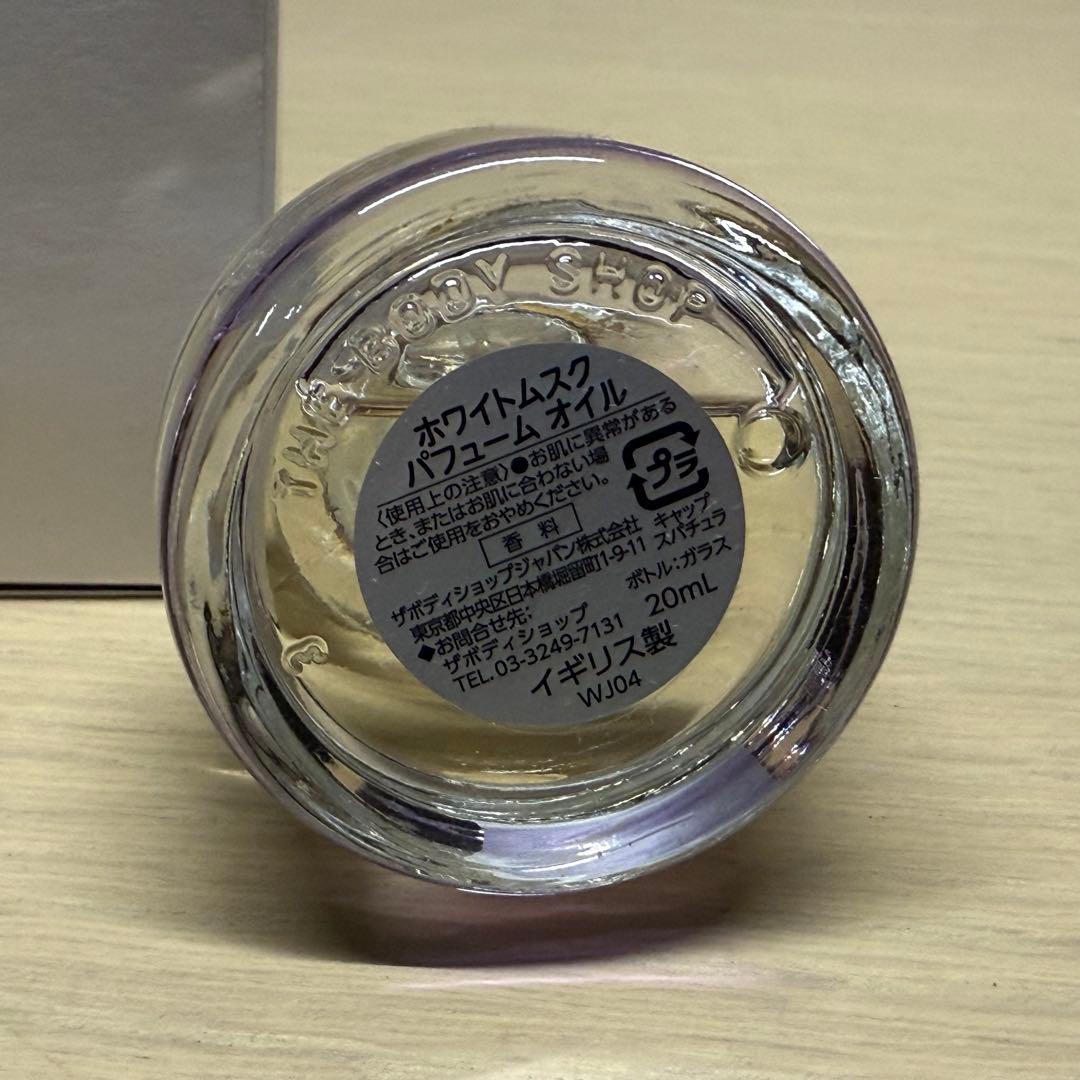 THE BODY SHOP
ホワイトムスク
パフューム オイル
〈使用上の注意〉●お肌に異常がある
とき、またはお肌に合わない場
合はご使用をおやめください。
プラ
香料
キャップ
スパチュラ
ボトル:ガラス
ザボディショップジャパン株式会社
東京都中央区日本橋堀留町1-9-11
◆お問合せ先:
ザボディショップ
TEL.03-3249-7131
20mL
イギリス製
WJ04